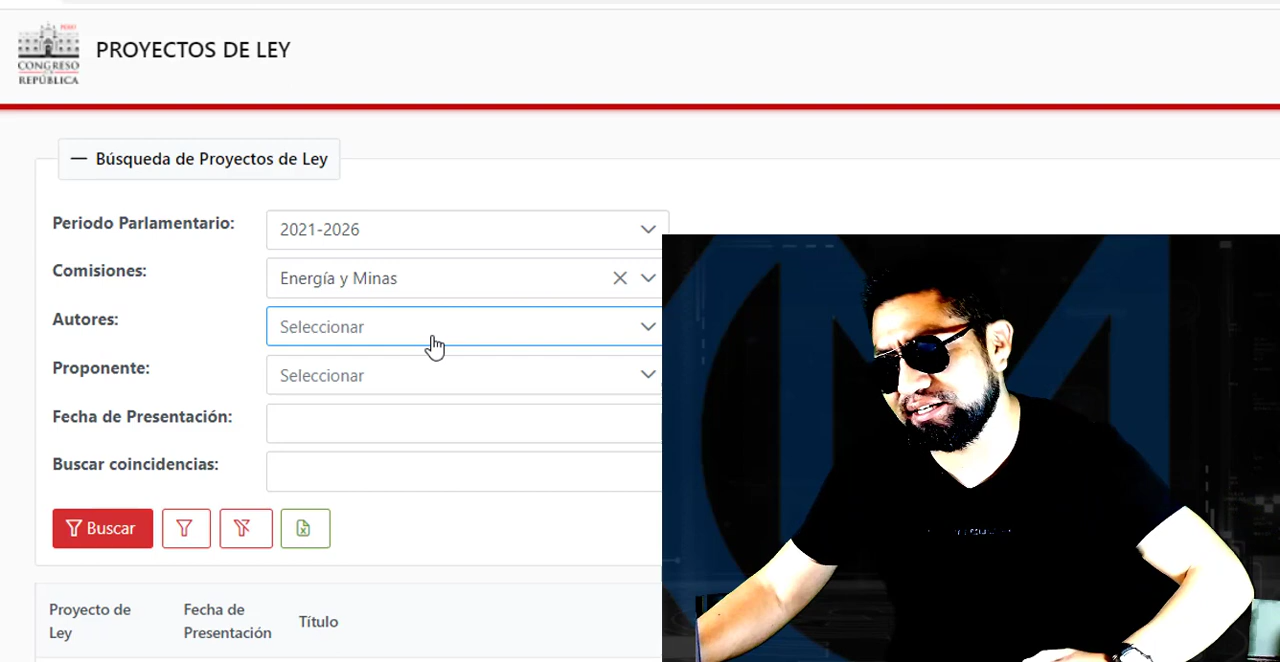 PERÚ
CONGRESO
REPÚBLICA
PROYECTOS DE LEY
Búsqueda de Proyectos de Ley
Periodo Parlamentario:
2021-2026
Comisiones:
Energía y Minas
Autores:
Seleccionar
Proponente:
Seleccionar
Fecha de Presentación:
Buscar coincidencias:
Buscar
Proyecto de
Ley
Fecha de
Presentación
Título